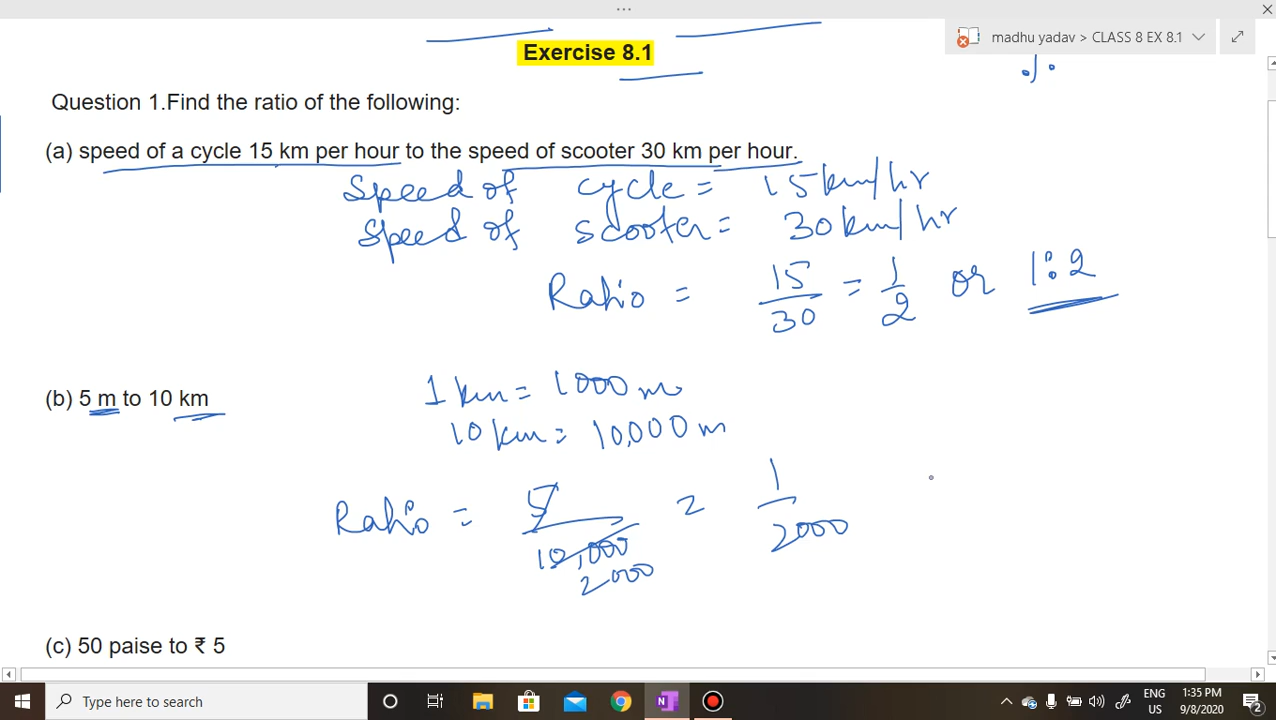 madhu yadav > CLASS 8 EX 8.1
Exercise 8.1
Question 1.Find the ratio of the following:
(a) speed of a cycle 15 km per hour to the speed of scooter 30 km per hour.
Speed of cycle = 15km/hr
Speed of scooter = 30km/hr
Ratio = 15/30 = 1/2 or 1:2
(b) 5 m to 10 km
1 km = 1000 m
10 km = 10,000 m
Ratio = 5/10,000 = 1/2000
2000
(c) 50 paise to ₹ 5
Type here to search
ENG
US
1:35 PM
9/8/2020
2